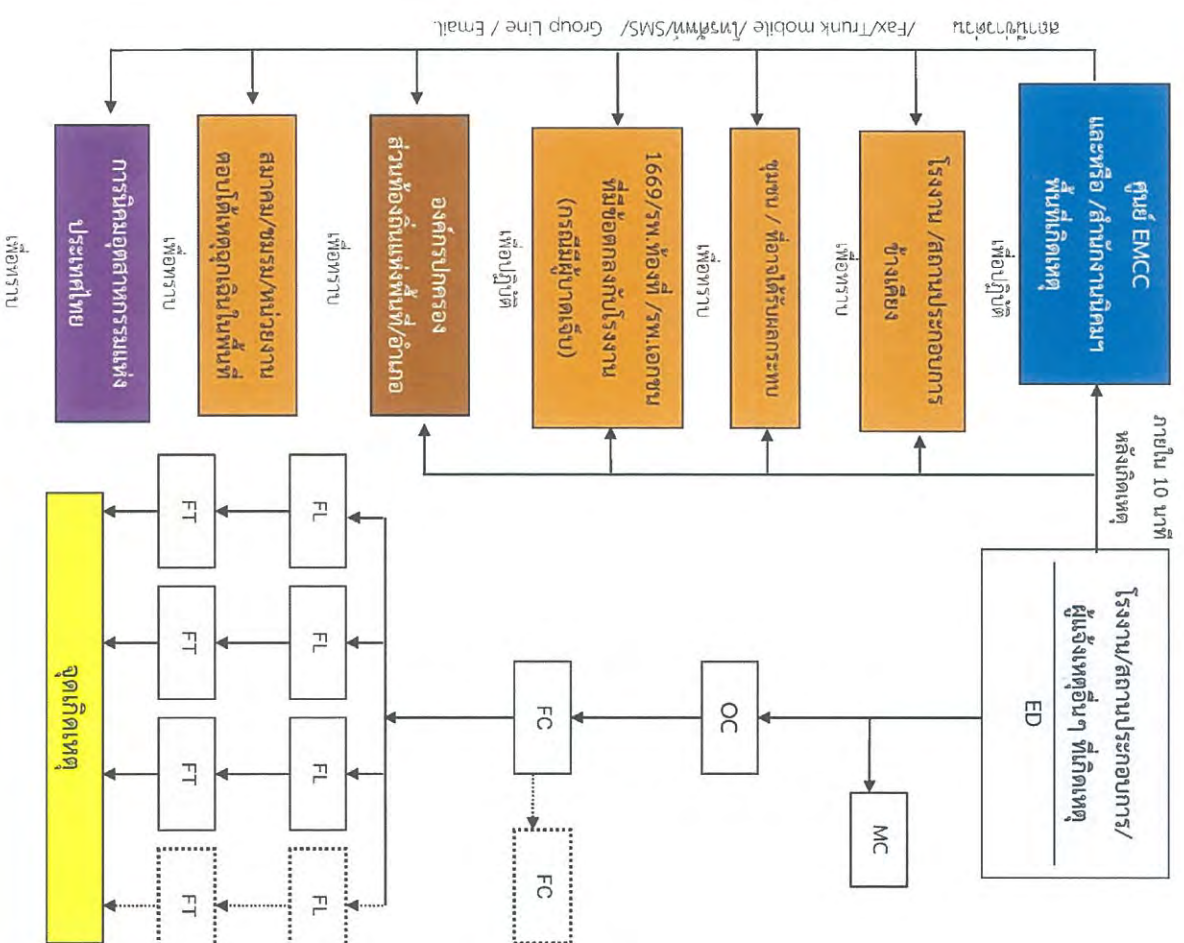 ศูนย์ EMCC
และหรือ /สำนักงานนิคมฯ
พื้นที่เกิดเหตุ
เพื่อปฏิบัติ
ภายใน 10 นาที
หลังเกิดเหตุ
โรงงาน/สถานประกอบการ/
ผู้แจ้งเหตุอื่นๆ ที่เกิดเหตุ
ED
โรงงาน /สถานประกอบการ
ข้างเคียง
เพื่อทราบ
MC
ชุมชน / ที่อาจได้รับผลกระทบ
เพื่อทราบ
OC
1669/รพ.ท้องที่ /รพ.เอกชน
ที่มีข้อตกลงกับโรงงาน
(กรณีมีผู้บาดเจ็บ)
เพื่อปฏิบัติ
FC
FC
องค์กรปกครอง
ส่วนท้องถิ่นแห่งพื้นที่/อำเภอ
เพื่อทราบ
FL
FL
FL
FL
สมาคม/ชมรม/หน่วยงาน
ตอบโต้เหตุฉุกเฉินในพื้นที่
เพื่อทราบ
FT
FT
FT
FT
การนิคมอุตสาหกรรมแห่ง
ประเทศไทย
เพื่อทราบ
จุดเกิดเหตุ
สถานีข่าวด่วน /Fax/Trunk mobile /โทรศัพท์/SMS/ Group Line / Email.